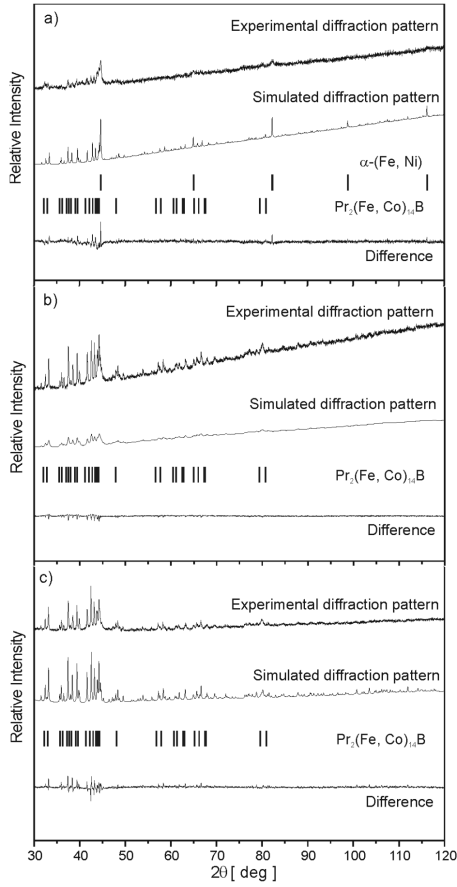 a)
Experimental diffraction pattern
Simulated diffraction pattern
α-(Fe, Ni)
Pr₂(Fe, Co)₁₄B
Difference
Relative Intensity
b)
Experimental diffraction pattern
Simulated diffraction pattern
Pr₂(Fe, Co)₁₄B
Difference
Relative Intensity
c)
Experimental diffraction pattern
Simulated diffraction pattern
Pr₂(Fe, Co)₁₄B
Difference
Relative Intensity
30 40 50 60 70 80 90 100 110 120
2θ [ deg ]